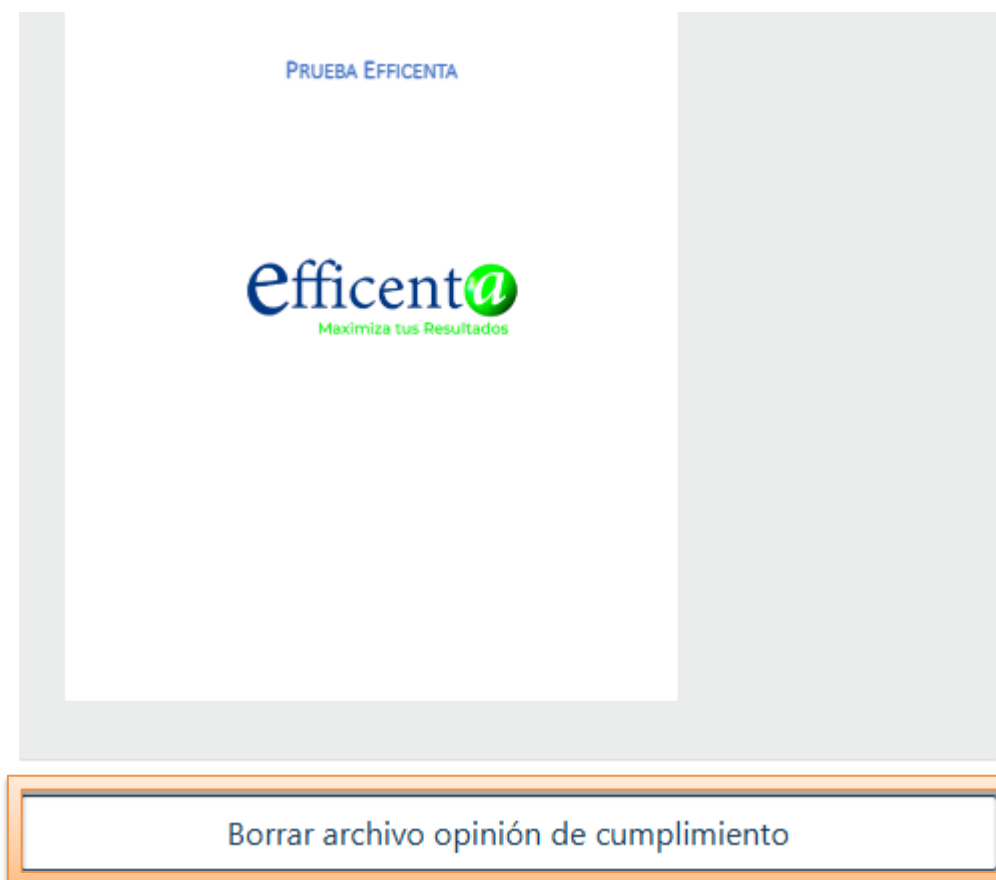 PRUEBA EFFICENTA
efficenta
Maximiza tus Resultados
Borrar archivo opinión de cumplimiento